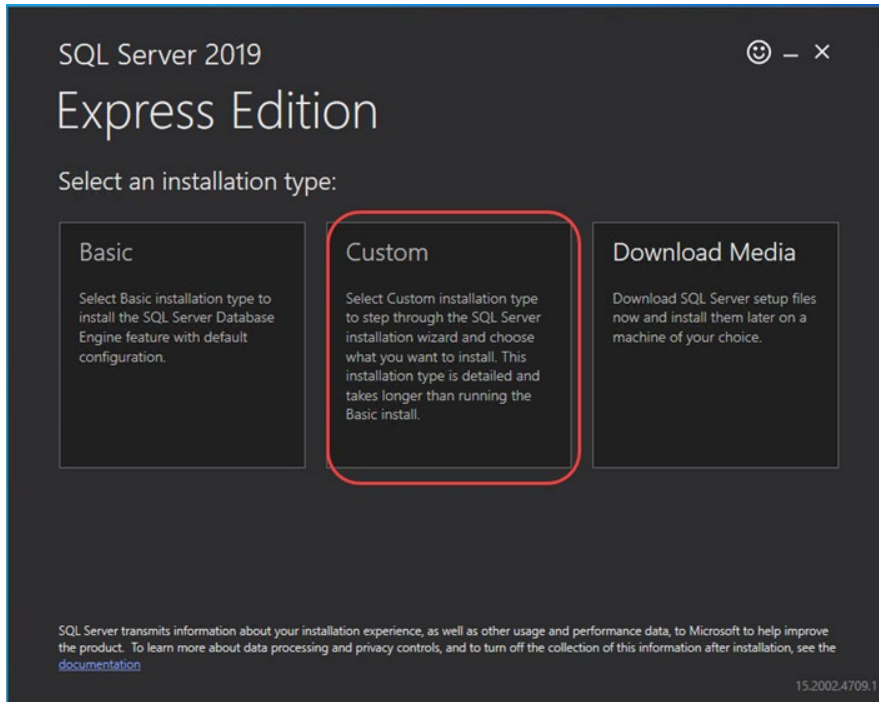 SQL Server 2019
Express Edition
Select an installation type:
Basic
Select Basic installation type to
install the SQL Server Database
Engine feature with default
configuration.
Custom
Select Custom installation type
to step through the SQL Server
installation wizard and choose
what you want to install. This
installation type is detailed and
takes longer than running the
Basic install.
Download Media
Download SQL Server setup files
now and install them later on a
machine of your choice.
SQL Server transmits information about your installation experience, as well as other usage and performance data, to Microsoft to help improve
the product.  To learn more about data processing and privacy controls, and to turn off the collection of this information after installation, see the
documentation
15.2002.4709.1